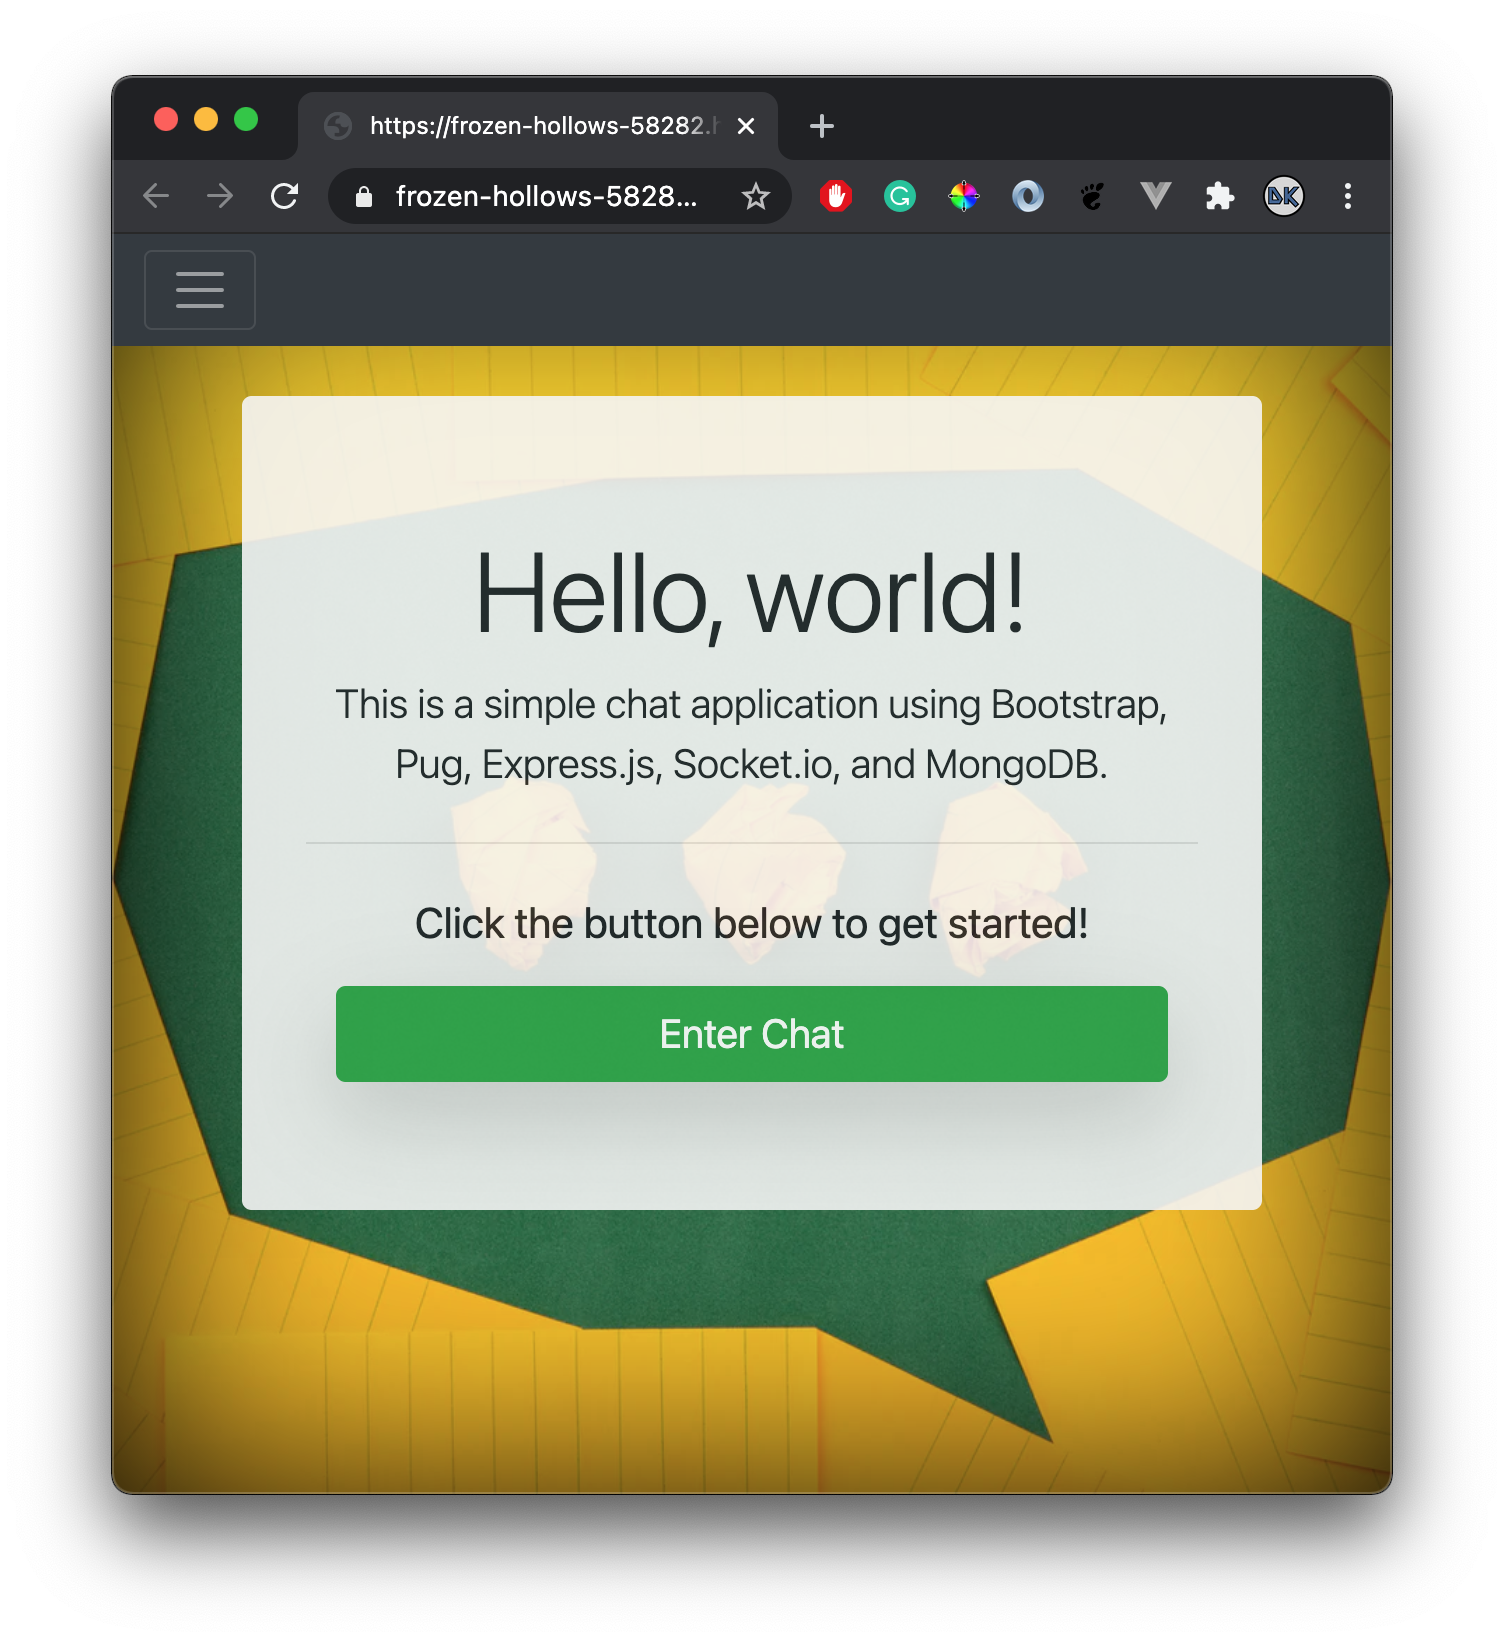 https://frozen-hollows-58282.h
frozen-hollows-5828...
DK
Hello, world!
This is a simple chat application using Bootstrap,
Pug, Express.js, Socket.io, and MongoDB.
Click the button below to get started!
Enter Chat